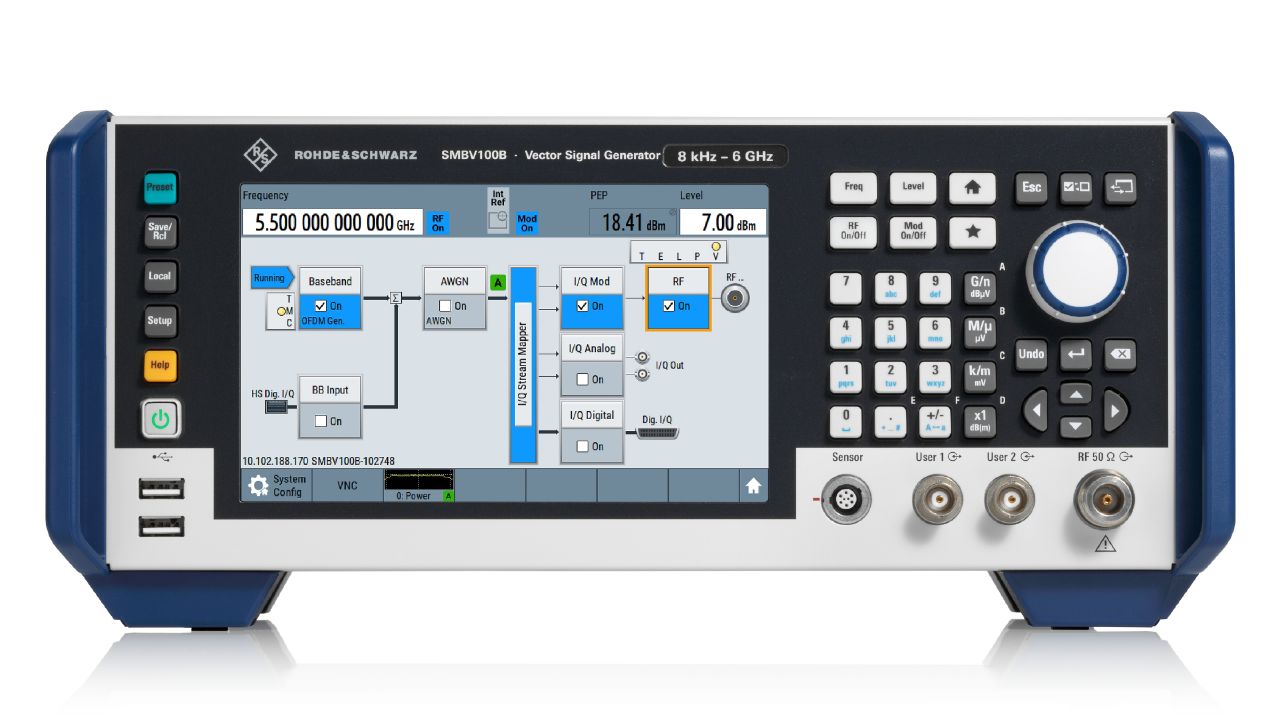 R&S
ROHDE&SCHWARZ
SMBV100B · Vector Signal Generator
8 kHz – 6 GHz
Preset
Save/
Rcl
Local
Setup
Help
Frequency
5.500 000 000 000 GHz
RF
On
Int
Ref
Mod
On
PEP
18.41 dBm
Level
7.00 dBm
T E L P V
Running
Baseband
On
OFDM Gen.
T
M
C
Σ
AWGN
On
AWGN
A
I/Q Stream Mapper
I/Q Mod
On
RF
On
RF ..
I/Q Analog
On
I/Q Out
I/Q Digital
On
Dig. I/Q
HS Dig. I/Q
BB Input
On
10.102.188.170 SMBV100B-102748
System
Config
VNC
0: Power
A
Freq
Level
Esc
RF
On/Off
Mod
On/Off
7
8
abc
9
def
A
G/n
dBµV
4
ghi
5
jkl
6
mno
B
M/µ
µV
1
pqrs
2
tuv
3
wxyz
C
k/m
mV
0
.
E
+/-
A↔a
F
D
x1
dB(m)
Undo
Sensor
User 1
User 2
RF 50 Ω